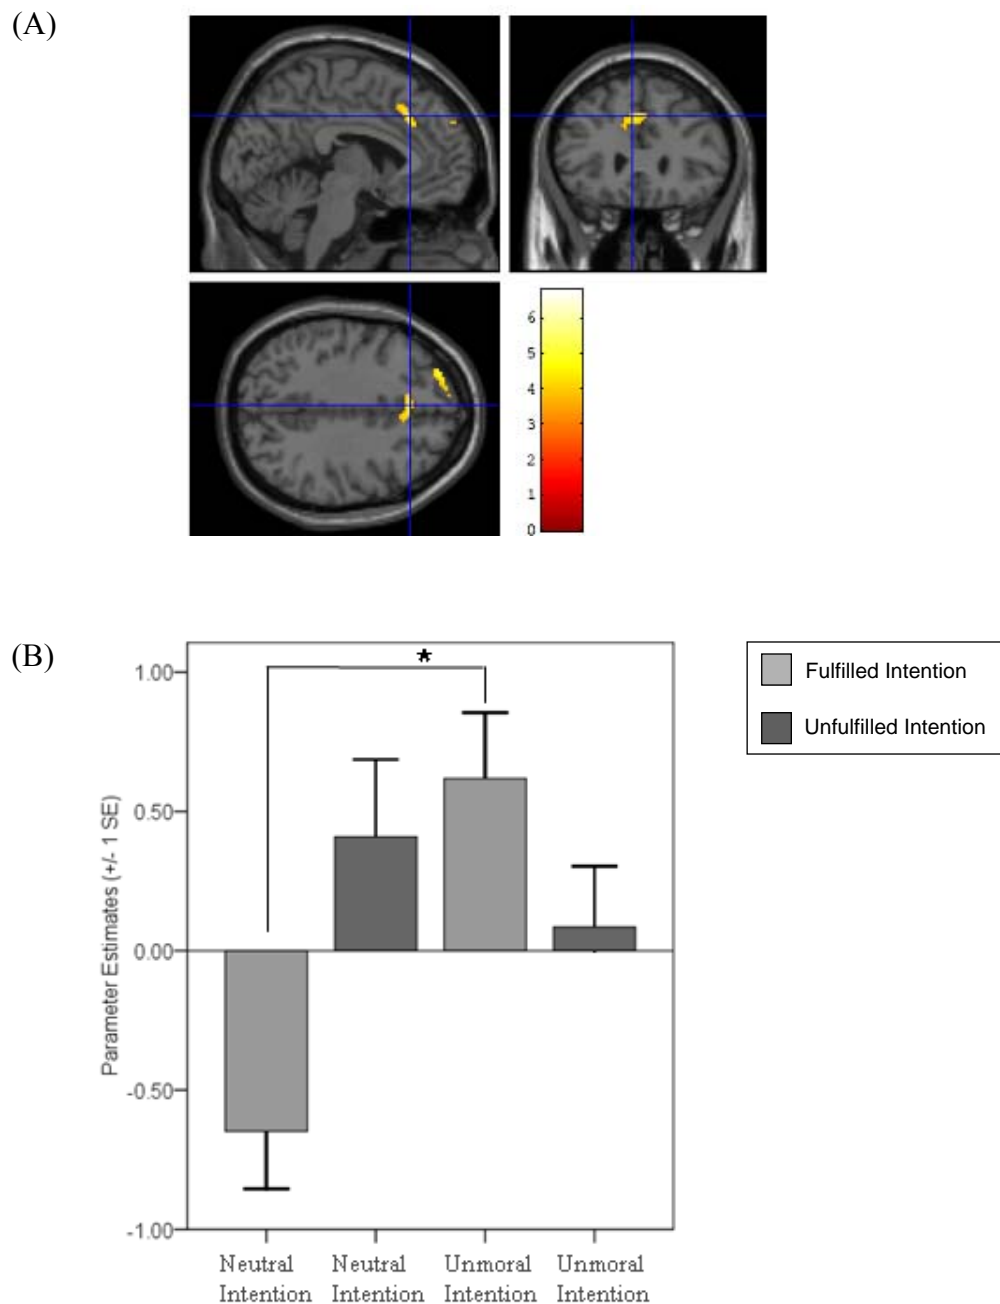 (A)
6
5
4
3
2
1
0
(B)
*
1.00
0.50
0.00
-0.50
-1.00
Parameter Estimates (+/- 1 SE)
Fulfilled Intention
Unfulfilled Intention
Neutral Neutral Unmoral Unmoral
Intention Intention Intention Intention